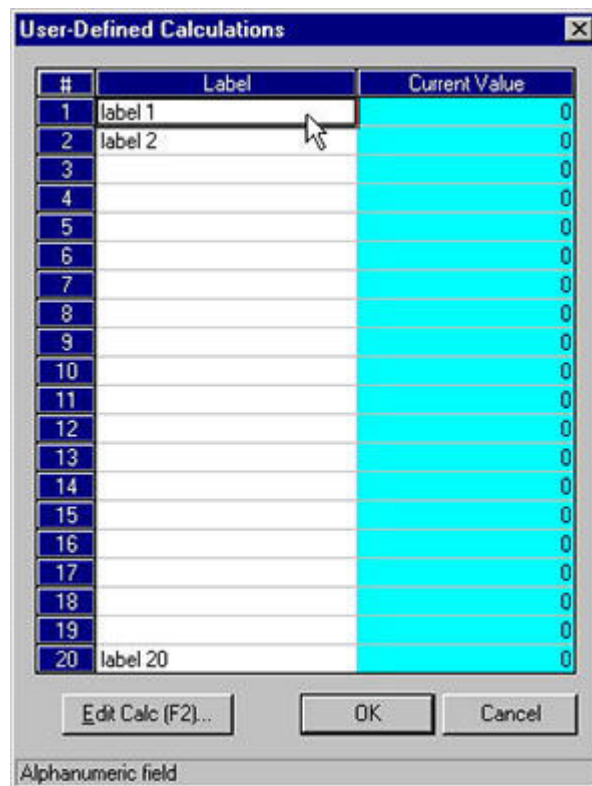 User-Defined Calculations
# Label Current Value
1 label 1 0
2 label 2 0
3 0
4 0
5 0
6 0
7 0
8 0
9 0
10 0
11 0
12 0
13 0
14 0
15 0
16 0
17 0
18 0
19 0
20 label 20 0
Edit Calc (F2)... OK Cancel
Alphanumeric field